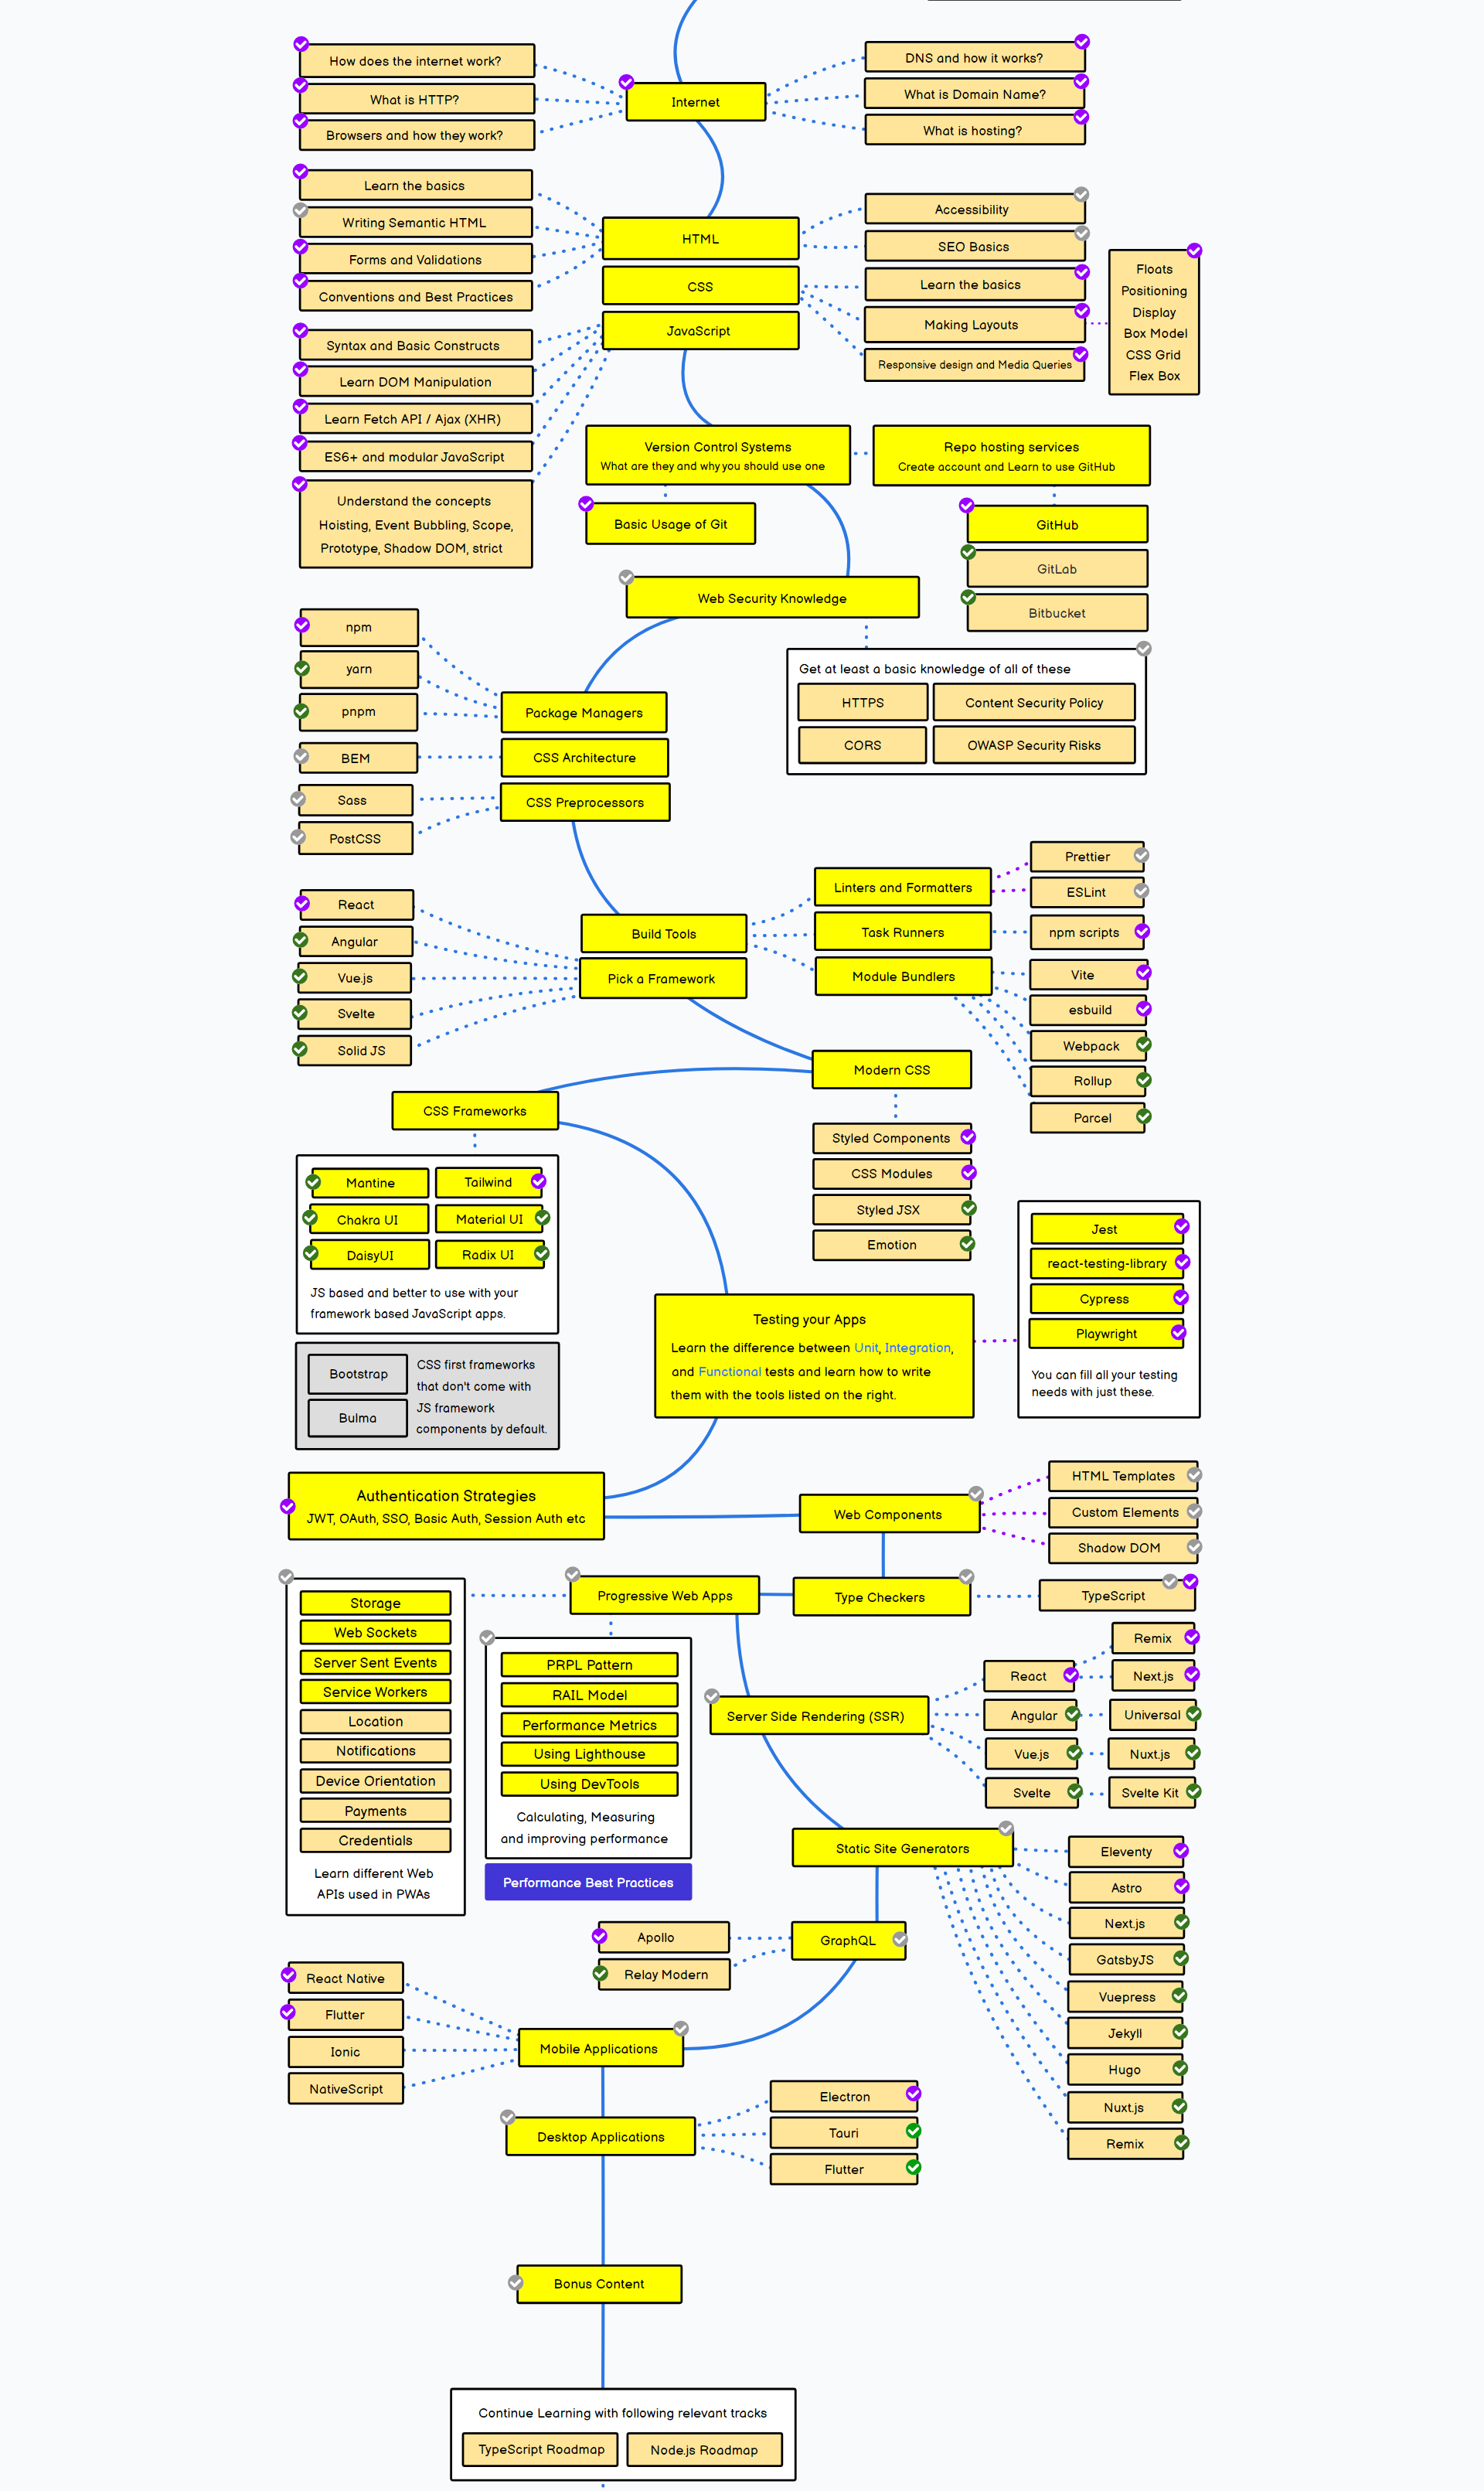 How does the internet work?
What is HTTP?
Browsers and how they work?
Internet
DNS and how it works?
What is Domain Name?
What is hosting?
Learn the basics
Writing Semantic HTML
Forms and Validations
Conventions and Best Practices
HTML
CSS
JavaScript
Accessibility
SEO Basics
Learn the basics
Making Layouts
Responsive design and Media Queries
Floats
Positioning
Display
Box Model
CSS Grid
Flex Box
Syntax and Basic Constructs
Learn DOM Manipulation
Learn Fetch API / Ajax (XHR)
ES6+ and modular JavaScript
Understand the concepts
Hoisting, Event Bubbling, Scope,
Prototype, Shadow DOM, strict
Version Control Systems
What are they and why you should use one
Repo hosting services
Create account and Learn to use GitHub
Basic Usage of Git
GitHub
GitLab
Bitbucket
Web Security Knowledge
Get at least a basic knowledge of all of these
HTTPS
Content Security Policy
CORS
OWASP Security Risks
npm
yarn
pnpm
BEM
Sass
PostCSS
Package Managers
CSS Architecture
CSS Preprocessors
Build Tools
Pick a Framework
Linters and Formatters
Task Runners
Module Bundlers
Prettier
ESLint
npm scripts
Vite
esbuild
Webpack
Rollup
Parcel
React
Angular
Vue.js
Svelte
Solid JS
Modern CSS
Styled Components
CSS Modules
Styled JSX
Emotion
CSS Frameworks
Mantine
Tailwind
Chakra UI
Material UI
DaisyUI
Radix UI
JS based and better to use with your
framework based JavaScript apps.
Bootstrap
Bulma
CSS first frameworks
that don't come with
JS framework
components by default.
Testing your Apps
Learn the difference between Unit, Integration,
and Functional tests and learn how to write
them with the tools listed on the right.
Jest
react-testing-library
Cypress
Playwright
You can fill all your testing
needs with just these.
Authentication Strategies
JWT, OAuth, SSO, Basic Auth, Session Auth etc
Web Components
HTML Templates
Custom Elements
Shadow DOM
Type Checkers
TypeScript
Progressive Web Apps
Storage
Web Sockets
Server Sent Events
Service Workers
Location
Notifications
Device Orientation
Payments
Credentials
Learn different Web
APIs used in PWAs
PRPL Pattern
RAIL Model
Performance Metrics
Using Lighthouse
Using DevTools
Calculating, Measuring
and improving performance
Performance Best Practices
Server Side Rendering (SSR)
React
Remix
Next.js
Angular
Universal
Vue.js
Nuxt.js
Svelte
Svelte Kit
Static Site Generators
Eleventy
Astro
Next.js
GatsbyJS
Vuepress
Jekyll
Hugo
Nuxt.js
Remix
GraphQL
Apollo
Relay Modern
Mobile Applications
React Native
Flutter
Ionic
NativeScript
Desktop Applications
Electron
Tauri
Flutter
Bonus Content
Continue Learning with following relevant tracks
TypeScript Roadmap
Node.js Roadmap